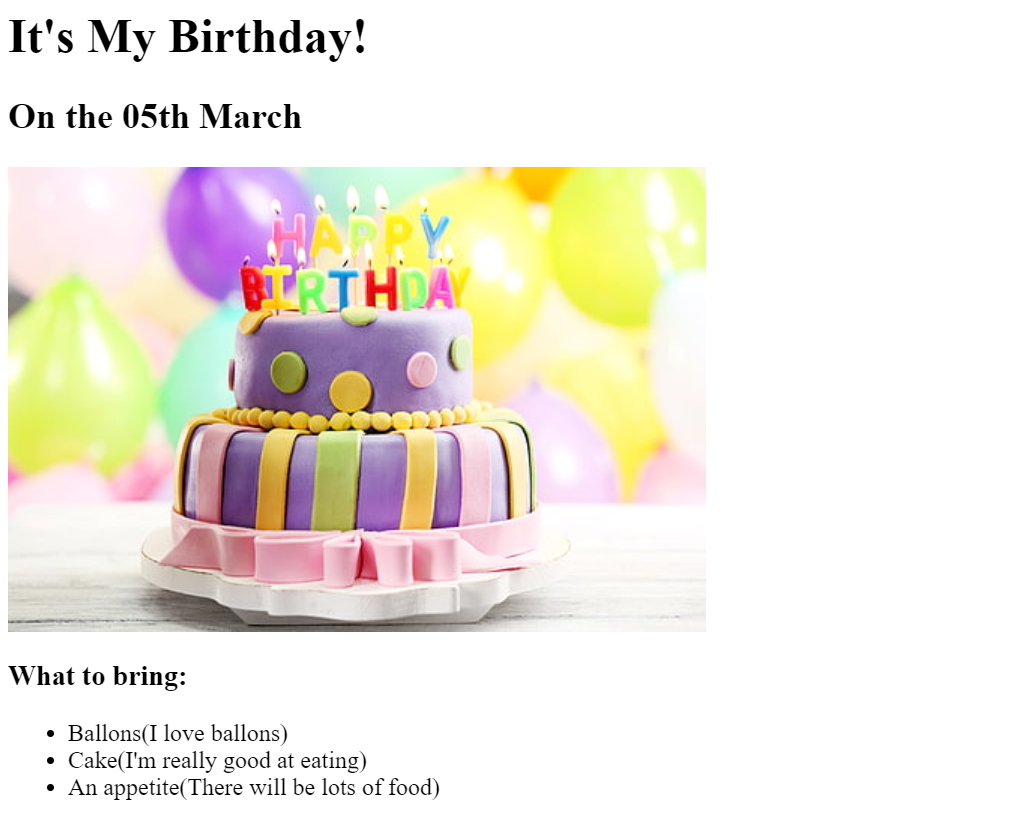 It's My Birthday!
On the 05th March
HAPPY
BIRTHDAY
What to bring:
Ballons(I love ballons)
Cake(I'm really good at eating)
An appetite(There will be lots of food)